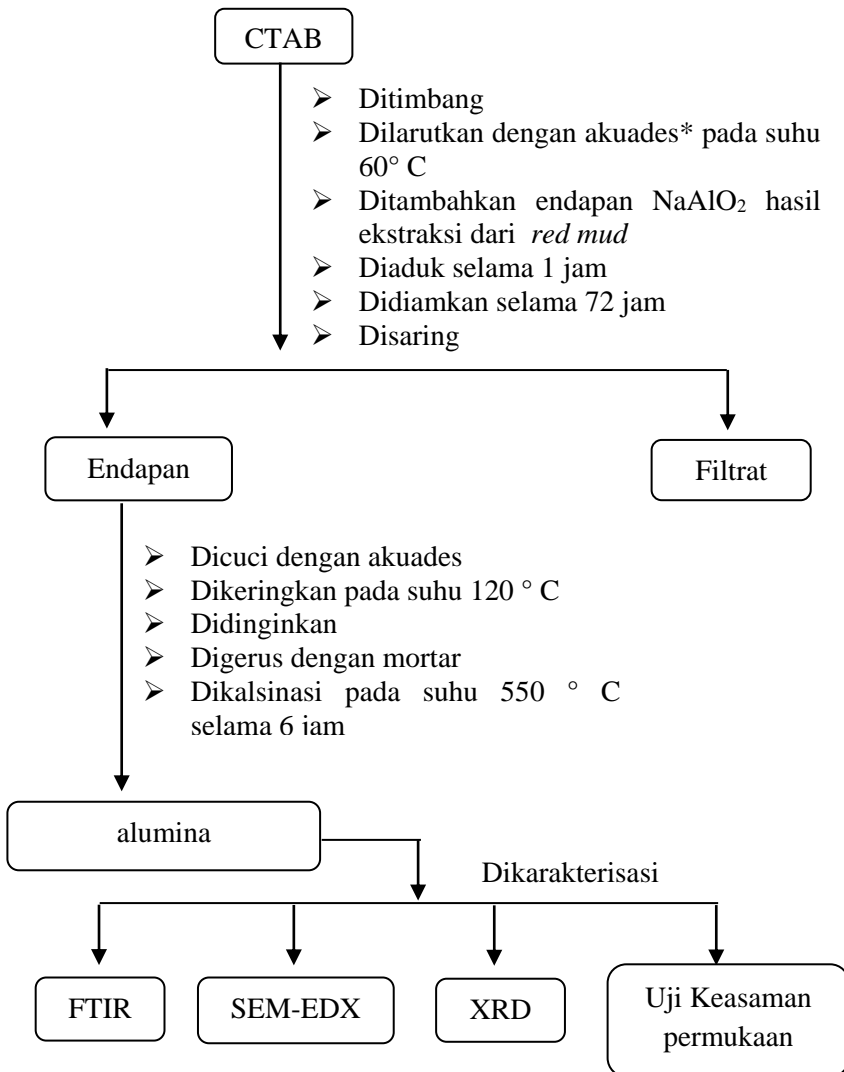 CTAB
➢ Ditimbang
➢ Dilarutkan dengan akuades* pada suhu
60° C
➢ Ditambahkan endapan NaAlO₂ hasil
ekstraksi dari red mud
➢ Diaduk selama 1 jam
➢ Didiamkan selama 72 jam
➢ Disaring
Endapan
Filtrat
➢ Dicuci dengan akuades
➢ Dikeringkan pada suhu 120 ° C
➢ Didinginkan
➢ Digerus dengan mortar
➢ Dikalsinasi pada suhu 550 ° C
selama 6 jam
alumina
Dikarakterisasi
FTIR
SEM-EDX
XRD
Uji Keasaman
permukaan